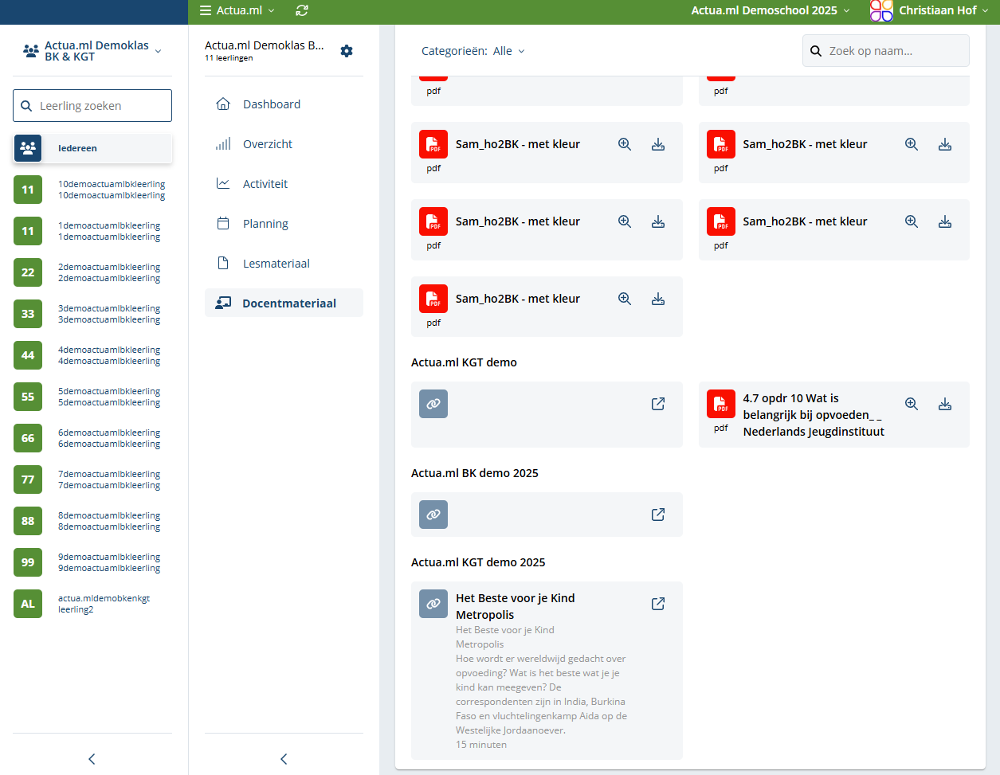 Actua.ml
Actua.ml Demoschool 2025
Christiaan Hof
Actua.ml Demoklas
BK & KGT
Leerling zoeken
Iedereen
11
10demoactuamlbkleerling
10demoactuamlbkleerling
11
1demoactuamlbkleerling
1demoactuamlbkleerling
22
2demoactuamlbkleerling
2demoactuamlbkleerling
33
3demoactuamlbkleerling
3demoactuamlbkleerling
44
4demoactuamlbkleerling
4demoactuamlbkleerling
55
5demoactuamlbkleerling
5demoactuamlbkleerling
66
6demoactuamlbkleerling
6demoactuamlbkleerling
77
7demoactuamlbkleerling
7demoactuamlbkleerling
88
8demoactuamlbkleerling
8demoactuamlbkleerling
99
9demoactuamlbkleerling
9demoactuamlbkleerling
AL
actua.mldemobkenkgt
leerling2
Actua.ml Demoklas B...
11 leerlingen
Dashboard
Overzicht
Activiteit
Planning
Lesmateriaal
Docentmateriaal
Categorieën: Alle
Zoek op naam...
pdf
pdf
PDF
Sam_ho2BK - met kleur
pdf
PDF
Sam_ho2BK - met kleur
pdf
PDF
Sam_ho2BK - met kleur
pdf
PDF
Sam_ho2BK - met kleur
pdf
PDF
Sam_ho2BK - met kleur
pdf
Actua.ml KGT demo
PDF
4.7 opdr 10 Wat is
belangrijk bij opvoeden_ _
Nederlands Jeugdinstituut
pdf
Actua.ml BK demo 2025
Actua.ml KGT demo 2025
Het Beste voor je Kind
Metropolis
Het Beste voor je Kind
Metropolis
Hoe wordt er wereldwijd gedacht over
opvoeding? Wat is het beste wat je je
kind kan meegeven? De
correspondenten zijn in India, Burkina
Faso en vluchtelingenkamp Aida op de
Westelijke Jordaanoever.
15 minuten